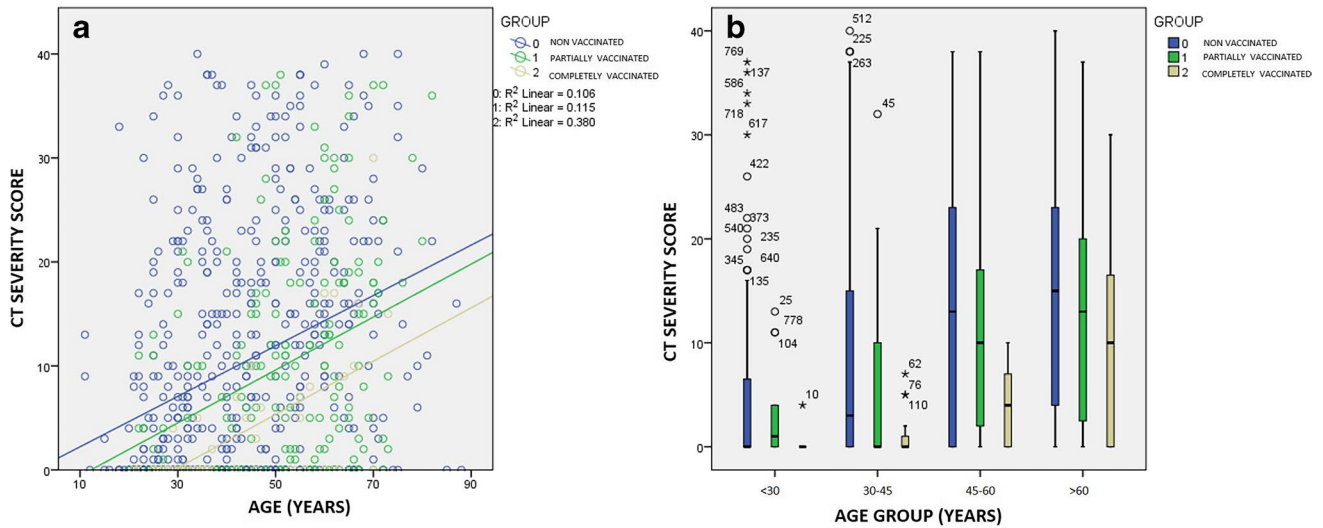 a
GROUP
0 NON VACCINATED
1 PARTIALLY VACCINATED
2 COMPLETELY VACCINATED
0: R2 Linear = 0.106
1: R2 Linear = 0.115
2: R2 Linear = 0.380
CT SEVERITY SCORE
40
30
20
10
0
10 30 50 70 90
AGE (YEARS)
b
GROUP
0 NON VACCINATED
1 PARTIALLY VACCINATED
2 COMPLETELY VACCINATED
CT SEVERITY SCORE
40
30
20
10
0
769
137
586
718
617
422
483
373
540
235
345
640
135
25
778
104
10
512
225
263
45
62
76
110
<30 30-45 45-60 >60
AGE GROUP (YEARS)